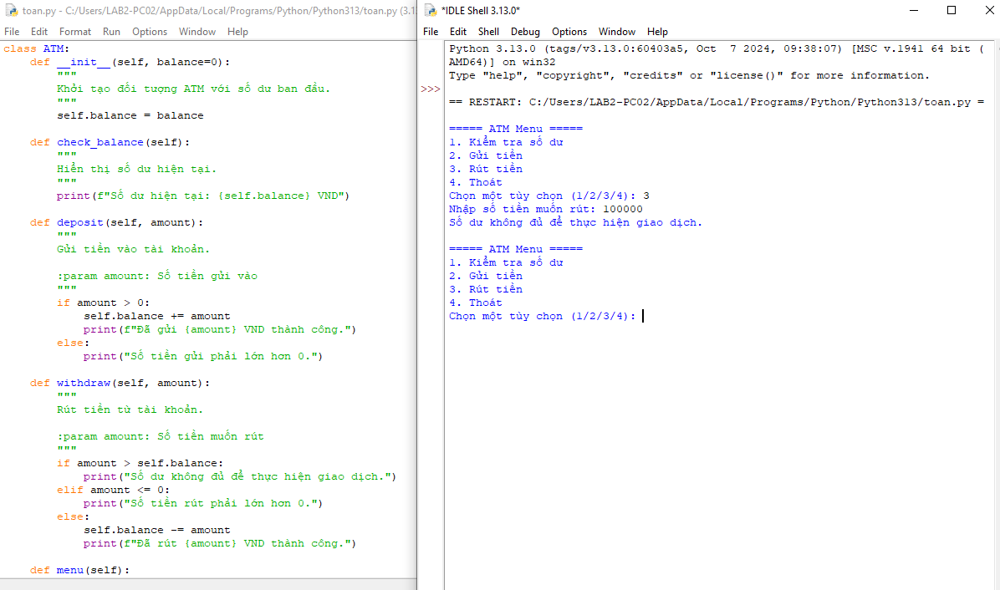 toan.py - C:/Users/LAB2-PC02/AppData/Local/Programs/Python/Python313/toan.py (3.13
File Edit Format Run Options Window Help
class ATM:
    def __init__(self, balance=0):
        """
        Khởi tạo đối tượng ATM với số dư ban đầu.
        """
        self.balance = balance

    def check_balance(self):
        """
        Hiển thị số dư hiện tại.
        """
        print(f"Số dư hiện tại: {self.balance} VND")

    def deposit(self, amount):
        """
        Gửi tiền vào tài khoản.

        :param amount: Số tiền gửi vào
        """
        if amount > 0:
            self.balance += amount
            print(f"Đã gửi {amount} VND thành công.")
        else:
            print("Số tiền gửi phải lớn hơn 0.")

    def withdraw(self, amount):
        """
        Rút tiền từ tài khoản.

        :param amount: Số tiền muốn rút
        """
        if amount > self.balance:
            print("Số dư không đủ để thực hiện giao dịch.")
        elif amount <= 0:
            print("Số tiền rút phải lớn hơn 0.")
        else:
            self.balance -= amount
            print(f"Đã rút {amount} VND thành công.")

    def menu(self):
*IDLE Shell 3.13.0*
File Edit Shell Debug Options Window Help
Python 3.13.0 (tags/v3.13.0:60403a5, Oct  7 2024, 09:38:07) [MSC v.1941 64 bit (
AMD64)] on win32
Type "help", "copyright", "credits" or "license()" for more information.
>>>
== RESTART: C:/Users/LAB2-PC02/AppData/Local/Programs/Python/Python313/toan.py =

===== ATM Menu =====
1. Kiểm tra số dư
2. Gửi tiền
3. Rút tiền
4. Thoát
Chọn một tùy chọn (1/2/3/4): 3
Nhập số tiền muốn rút: 100000
Số dư không đủ để thực hiện giao dịch.

===== ATM Menu =====
1. Kiểm tra số dư
2. Gửi tiền
3. Rút tiền
4. Thoát
Chọn một tùy chọn (1/2/3/4):